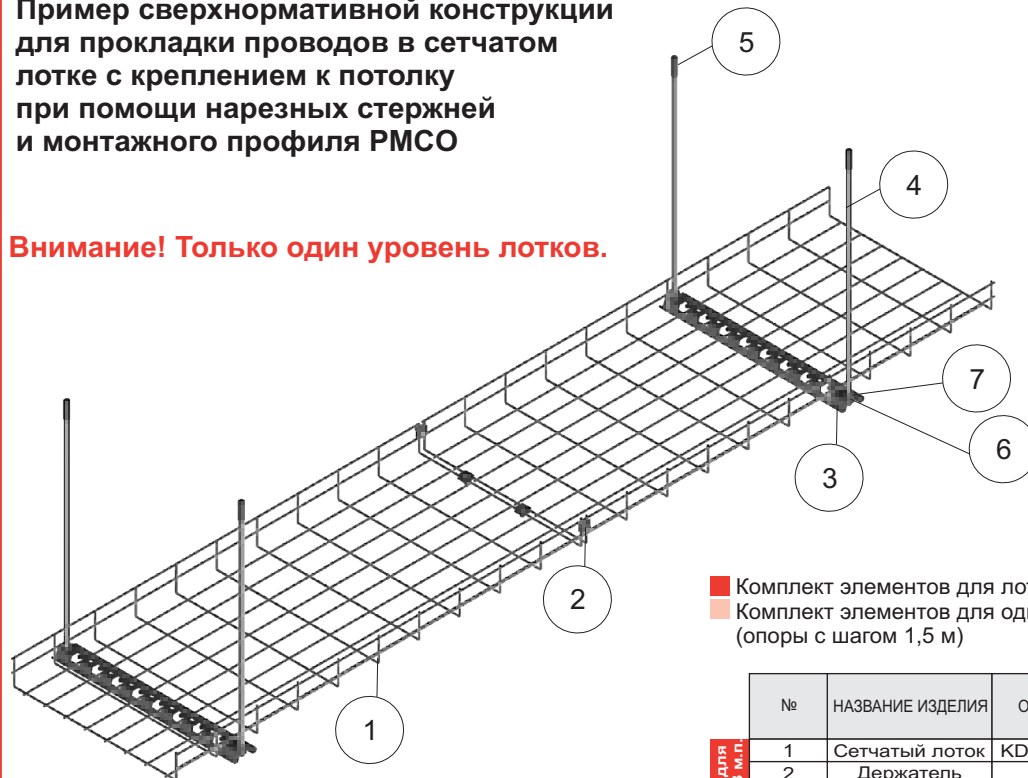 Пример сверхнормативной конструкции
для прокладки проводов в сетчатом
лотке с креплением к потолку
при помощи нарезных стержней
и монтажного профиля PMCO
Внимание! Только один уровень лотков.
5
4
7
6
3
2
1
Комплект элементов для
Комплект элементов для
(опоры с шагом 1,5 м)
№ НАЗВАНИЕ ИЗДЕЛИЯ
для
м.п.
1 Сетчатый лоток KD
2 Держатель